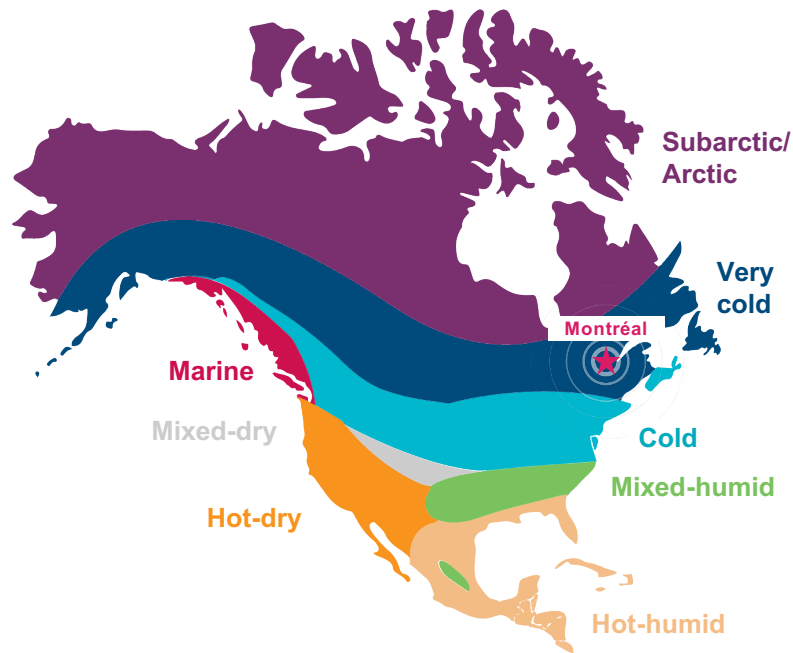 Subarctic/
Arctic
Very
cold
Montréal
Marine
Mixed-dry
Cold
Mixed-humid
Hot-dry
Hot-humid